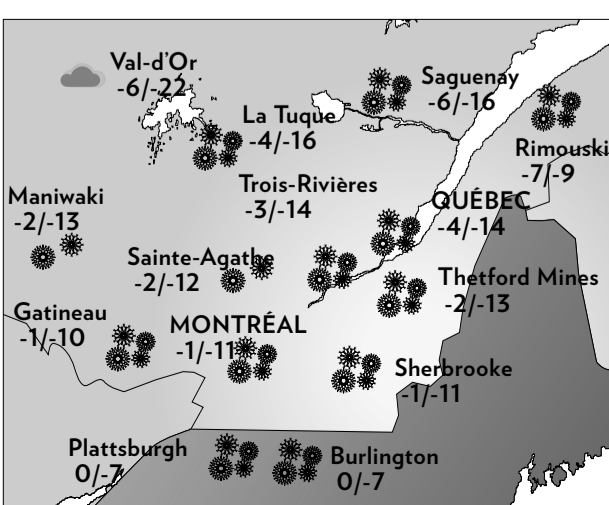 Val-d'Or
-6/-22
Saguenay
-6/-16
La Tuque
-4/-16
Rimouski
-7/-9
Trois-Rivières
-3/-14
Maniwaki
-2/-13
QUÉBEC
-4/-14
Sainte-Agathe
-2/-12
Thetford Mines
-2/-13
Gatineau
-1/-10
MONTRÉAL
-1/-11
Sherbrooke
-1/-11
Plattsburgh
0/-7
Burlington
0/-7